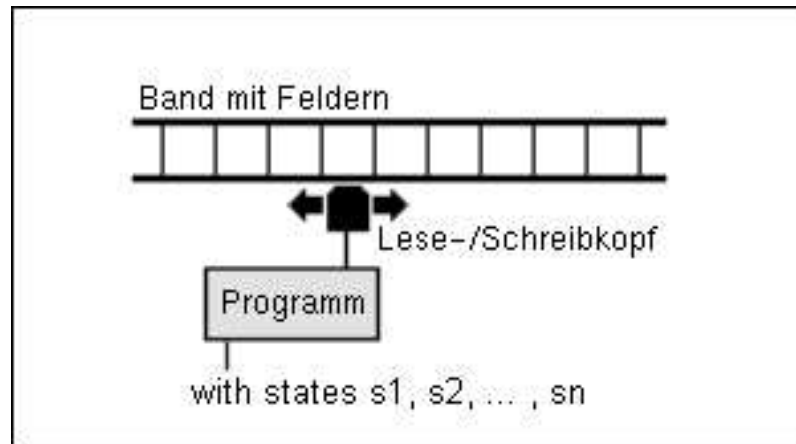 Band mit Feldern
Lese-/Schreibkopf
Programm
with states s1, s2, ... , sn